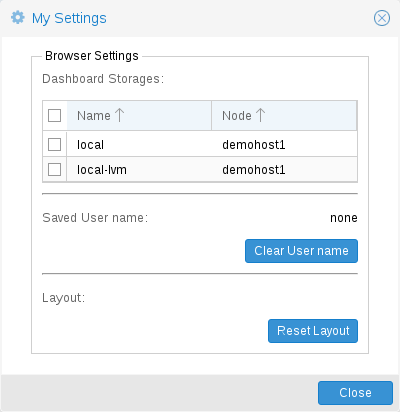 My Settings
Browser Settings
Dashboard Storages:
Name Node
local demohost1
local-lvm demohost1
Saved User name: none
Clear User name
Layout:
Reset Layout
Close